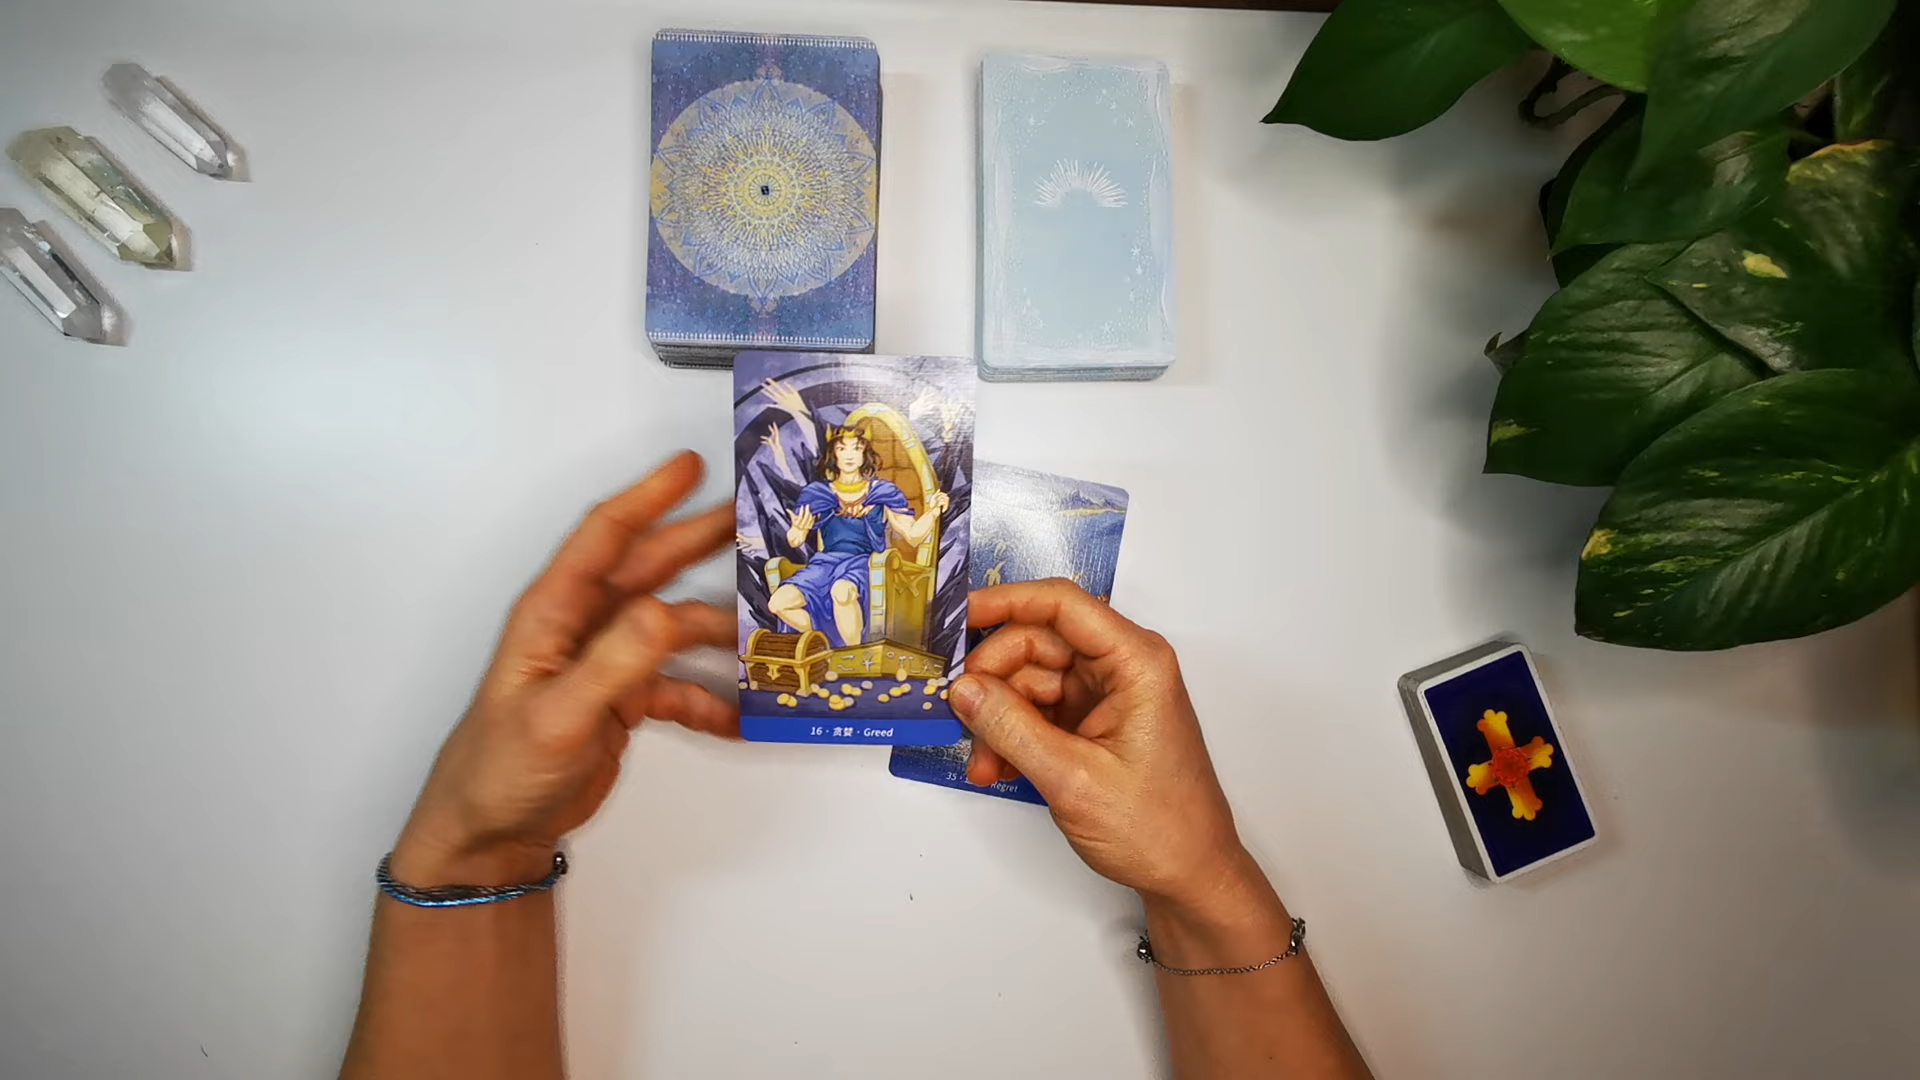 16 · 贪婪 · Greed
35 · Regret